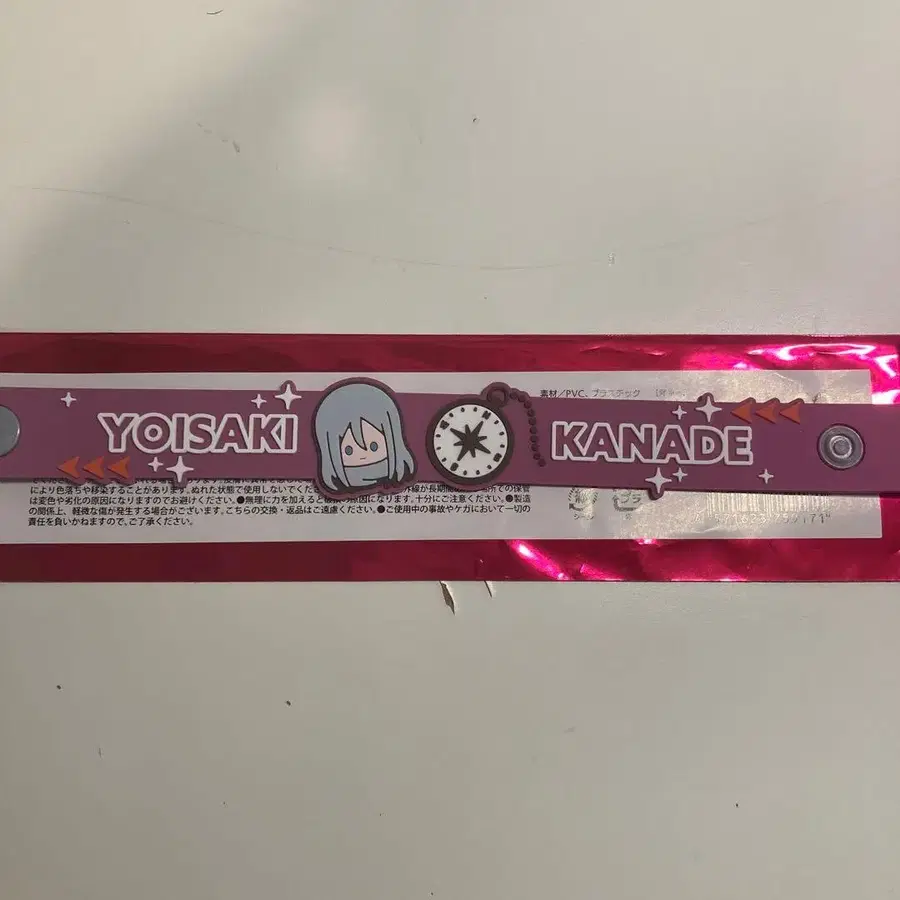 素材/PVC、プラスチック
YOISAKI
KANADE
により色落ちや移染することがあります。ぬれた状態で使用しないでくだ
は変色や劣化の原因になりますのでお避けください。●無理に力を加えると破損の原因になります。十分にご注意ください。●製造
の関係上、軽微な傷が発生する場合がございます。こちらの交換・返品はご遠慮ください。●ご使用中の事故やケガにおいて一切の
責任を負いかねますので、ご了承ください。
プラ
シール